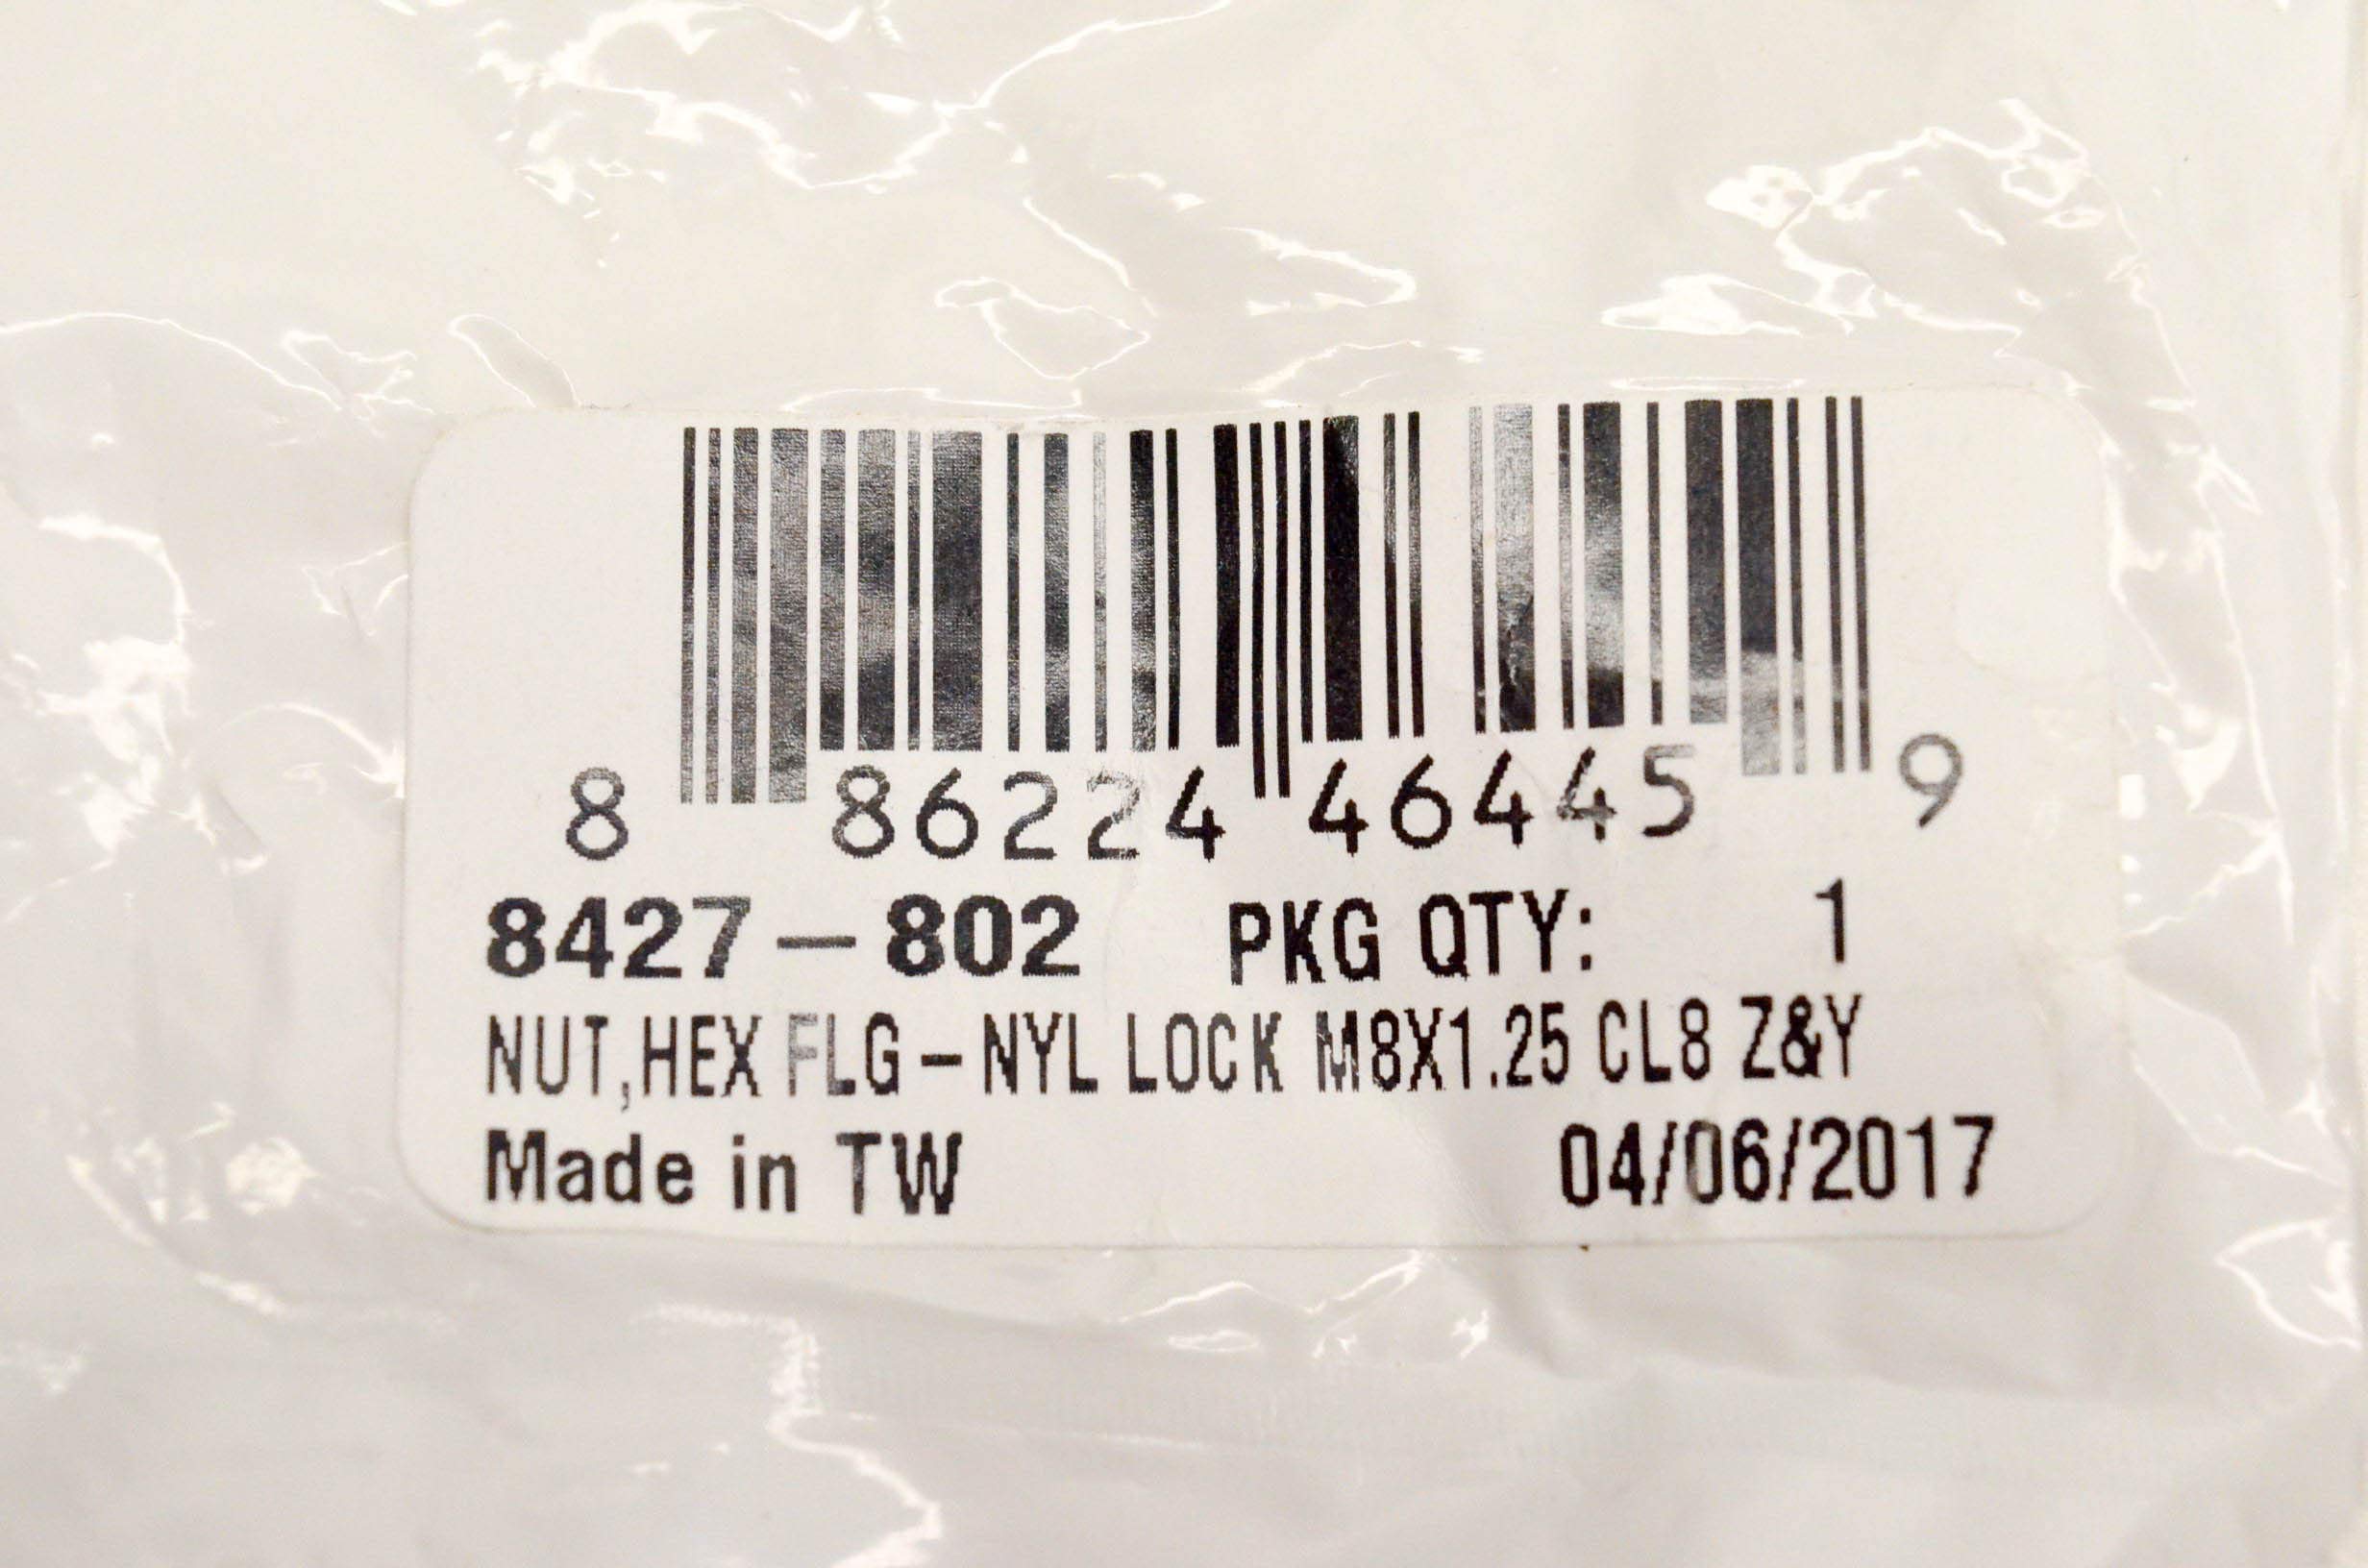 8 86224 46445 9
8427-802 PKG QTY: 1
NUT,HEX FLG-NYL LOCK M8X1.25 CL8 Z&Y
Made in TW 04/06/2017